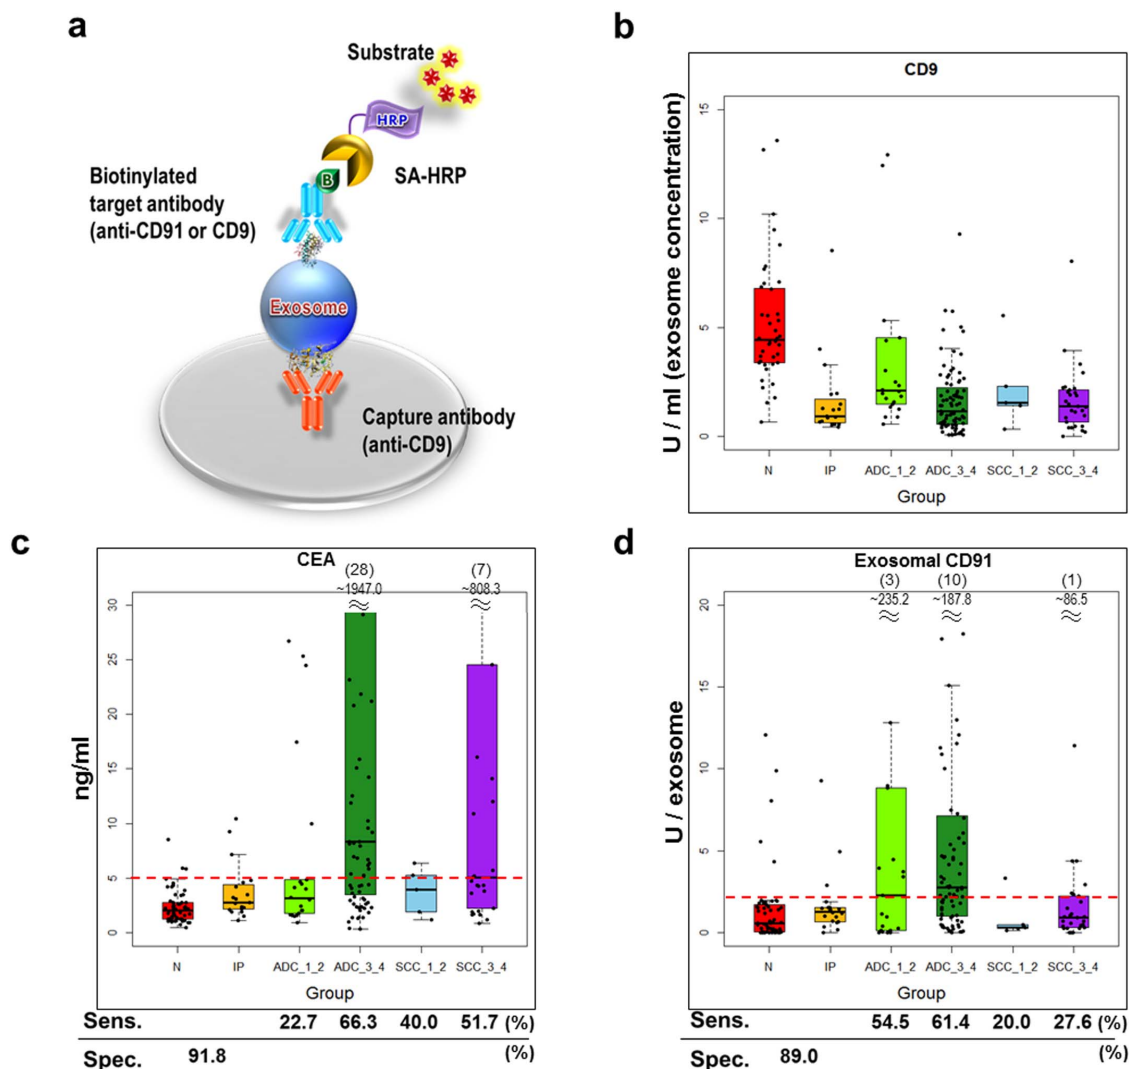 a
Substrate
HRP
Biotinylated
target antibody
(anti-CD91 or CD9)
B
SA-HRP
Exosome
Capture antibody
(anti-CD9)
b
CD9
U / ml (exosome concentration)
15
10
5
0
N IP ADC_1_2 ADC_3_4 SCC_1_2 SCC_3_4
Group
c
CEA
(28) (7)
~1947.0 ~808.3
ng/ml
30
25
20
15
10
5
0
N IP ADC_1_2 ADC_3_4 SCC_1_2 SCC_3_4
Group
Sens. 22.7 66.3 40.0 51.7 (%)
Spec. 91.8 (%)
d
Exosomal CD91
(3) (10) (1)
~235.2 ~187.8 ~86.5
U / exosome
20
15
10
5
0
N IP ADC_1_2 ADC_3_4 SCC_1_2 SCC_3_4
Group
Sens. 54.5 61.4 20.0 27.6 (%)
Spec. 89.0 (%)